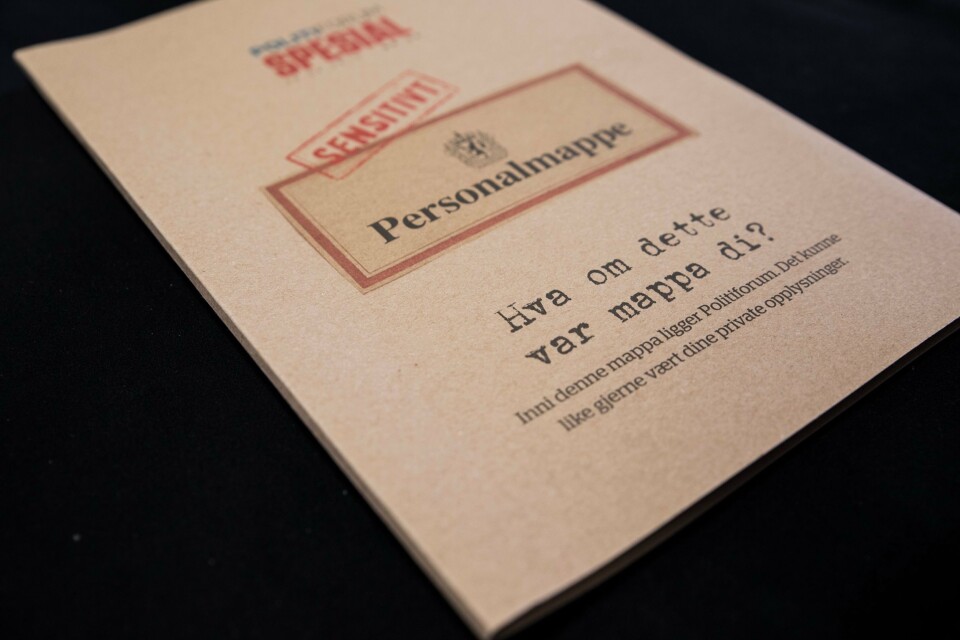 SPESIAL
SENSITIVT
Personalmappe
Hva om dette
var mappa di?
Inni denne mappa ligger Politiforum. Det kunne
like gjerne vært dine private opplysninger.